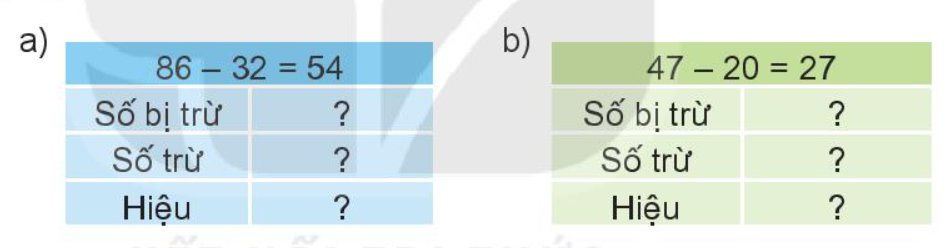 a)
86 – 32 = 54
Số bị trừ ?
Số trừ ?
Hiệu ?
b)
47 – 20 = 27
Số bị trừ ?
Số trừ ?
Hiệu ?